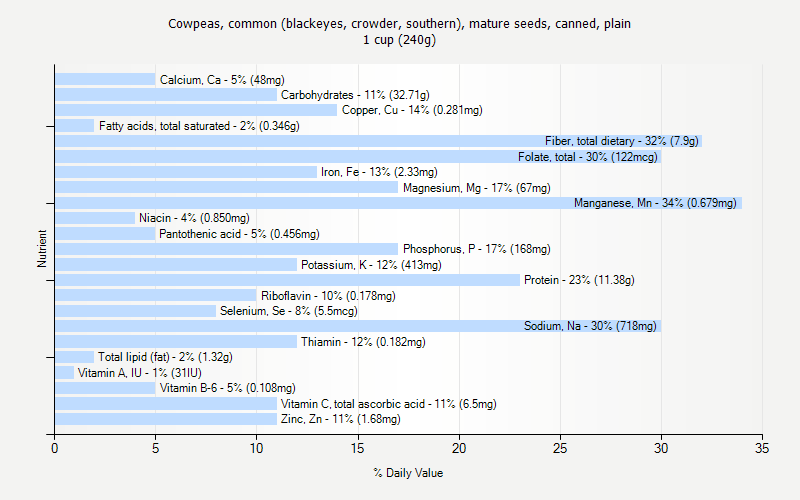 Cowpeas, common (blackeyes, crowder, southern), mature seeds, canned, plain
1 cup (240g)
Calcium, Ca - 5% (48mg)
Carbohydrates - 11% (32.71g)
Copper, Cu - 14% (0.281mg)
Fatty acids, total saturated - 2% (0.346g)
Fiber, total dietary - 32% (7.9g)
Folate, total - 30% (122mcg)
Iron, Fe - 13% (2.33mg)
Magnesium, Mg - 17% (67mg)
Manganese, Mn - 34% (0.679mg)
Niacin - 4% (0.850mg)
Pantothenic acid - 5% (0.456mg)
Phosphorus, P - 17% (168mg)
Potassium, K - 12% (413mg)
Protein - 23% (11.38g)
Riboflavin - 10% (0.178mg)
Selenium, Se - 8% (5.5mcg)
Sodium, Na - 30% (718mg)
Thiamin - 12% (0.182mg)
Total lipid (fat) - 2% (1.32g)
Vitamin A, IU - 1% (31IU)
Vitamin B-6 - 5% (0.108mg)
Vitamin C, total ascorbic acid - 11% (6.5mg)
Zinc, Zn - 11% (1.68mg)
Nutrient
0 5 10 15 20 25 30 35
% Daily Value